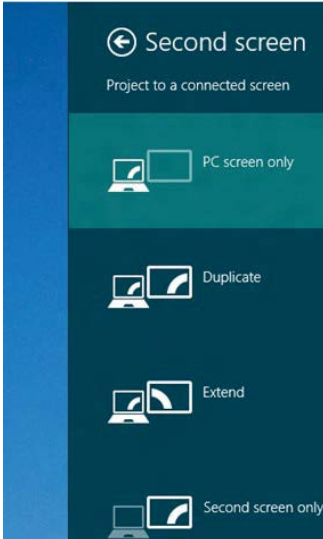 Second screen
Project to a connected screen
PC screen only
Duplicate
Extend
Second screen only